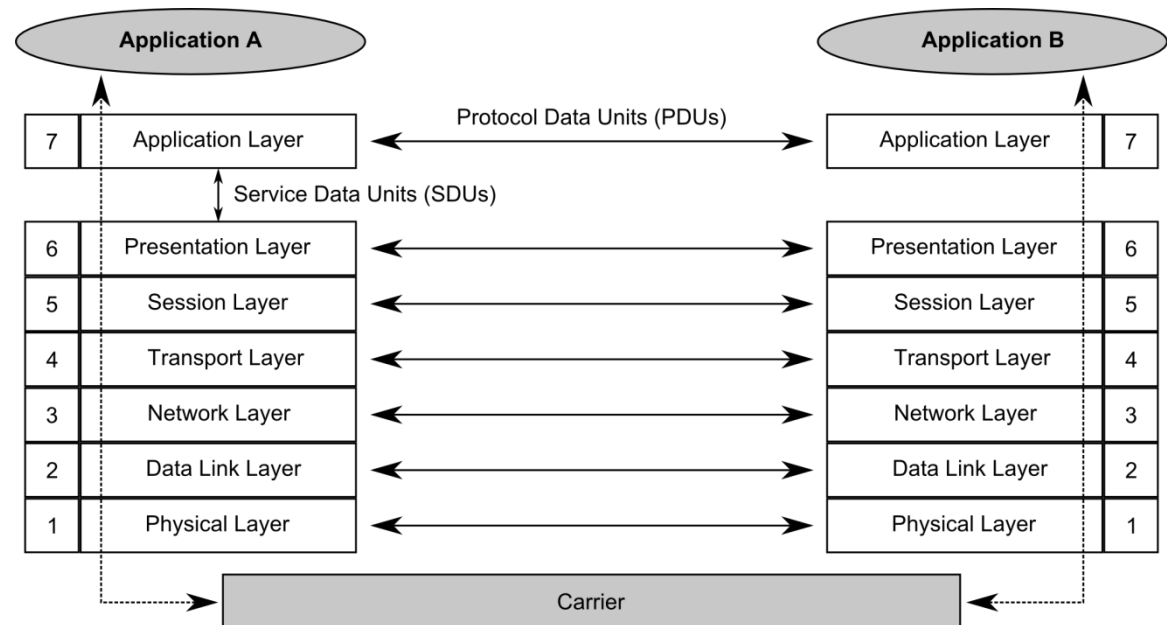 Application A Application B
7 Application Layer Protocol Data Units (PDUs) Application Layer 7
Service Data Units (SDUs)
6 Presentation Layer Presentation Layer 6
5 Session Layer Session Layer 5
4 Transport Layer Transport Layer 4
3 Network Layer Network Layer 3
2 Data Link Layer Data Link Layer 2
1 Physical Layer Physical Layer 1
Carrier